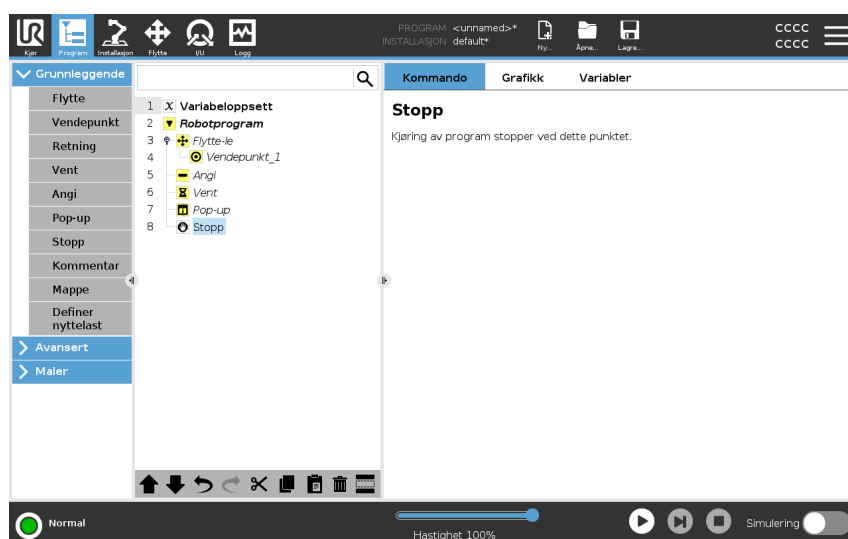 UR
Kjør
Program
Installasjon
Flytte
I/U
Logg
PROGRAM <unnamed>*
INSTALLASJON default*
Ny...
Åpne...
Lagre...
CCCC
CCCC
Grunnleggende
Flytte
Vendepunkt
Retning
Vent
Angi
Pop-up
Stopp
Kommentar
Mappe
Definer
nyttelast
Avansert
Maler
1 X Variabeloppsett
2 Robotprogram
3 Flytte-le
4 Vendepunkt_1
5 Angi
6 Vent
7 Pop-up
8 Stopp
Kommando
Grafikk
Variabler
Stopp
Kjøring av program stopper ved dette punktet.
Normal
Hastighet 100%
Simulering